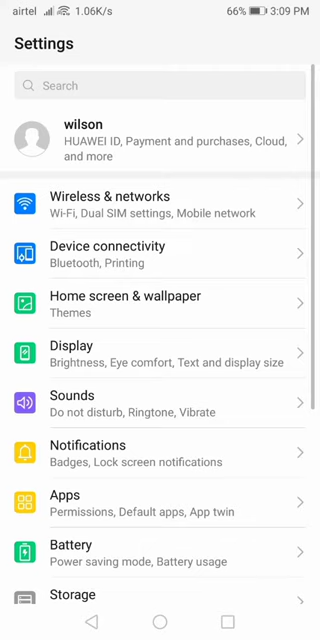 airtel 1.06K/s 66% 3:09 PM
Settings
Search
wilson
HUAWEI ID, Payment and purchases, Cloud,
and more
Wireless & networks
Wi-Fi, Dual SIM settings, Mobile network
Device connectivity
Bluetooth, Printing
Home screen & wallpaper
Themes
Display
Brightness, Eye comfort, Text and display size
Sounds
Do not disturb, Ringtone, Vibrate
Notifications
Badges, Lock screen notifications
Apps
Permissions, Default apps, App twin
Battery
Power saving mode, Battery usage
Storage